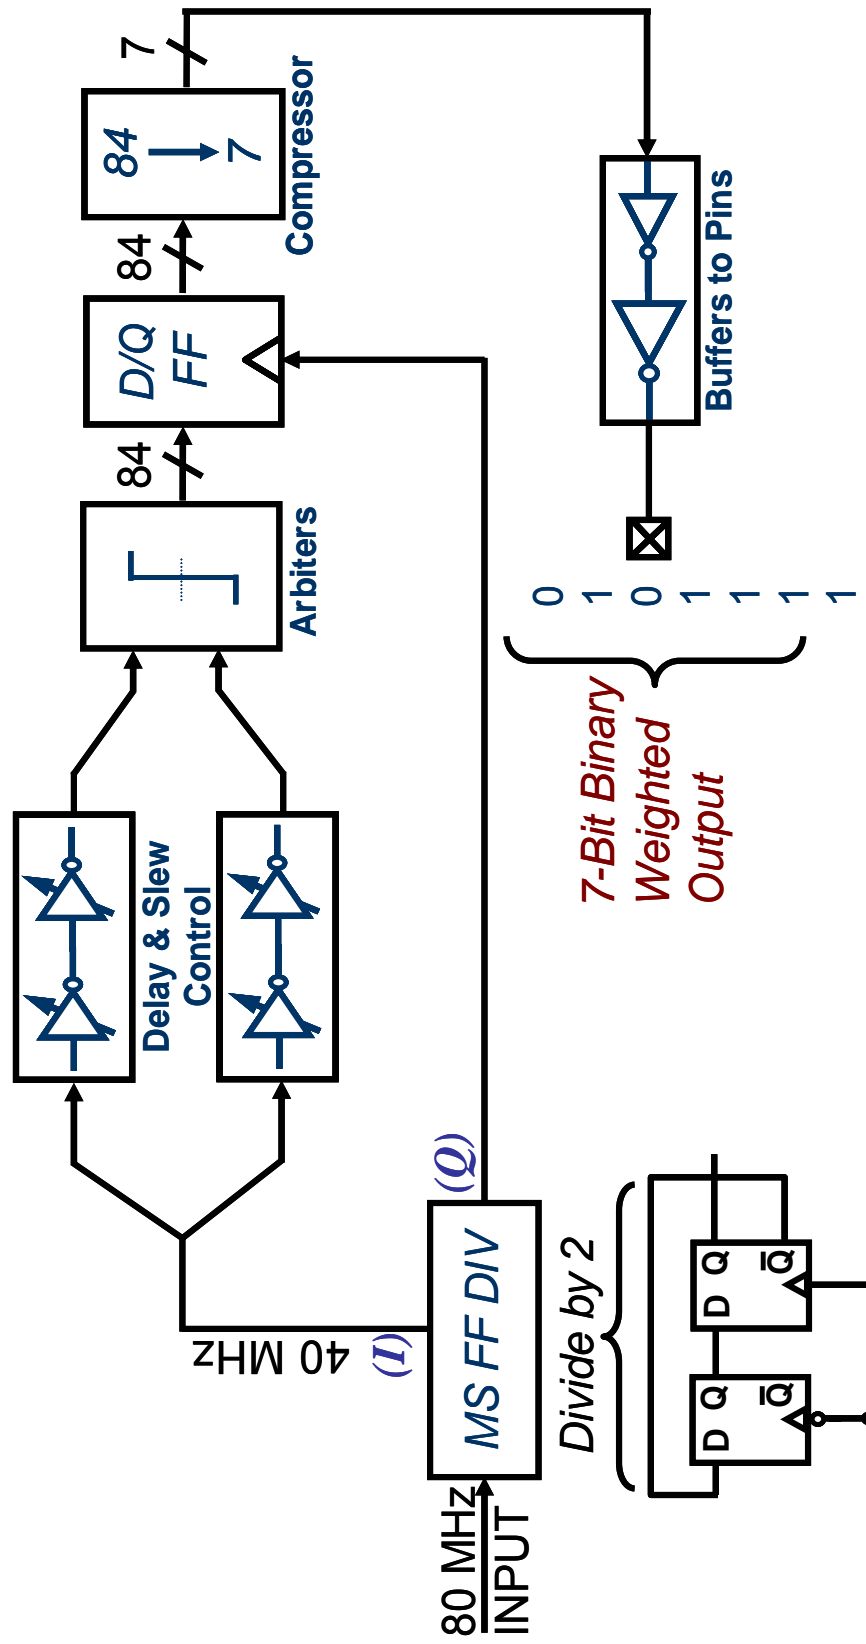 80 MHz
INPUT
MS FF DIV
(I)
40 MHz
(Q)
Delay & Slew
Control
Arbiters
84
D/Q
FF
84
84
7
Compressor
7
Buffers to Pins
0
1
0
1
1
1
1
7-Bit Binary
Weighted
Output
Divide by 2
D Q
Q
D Q
Q